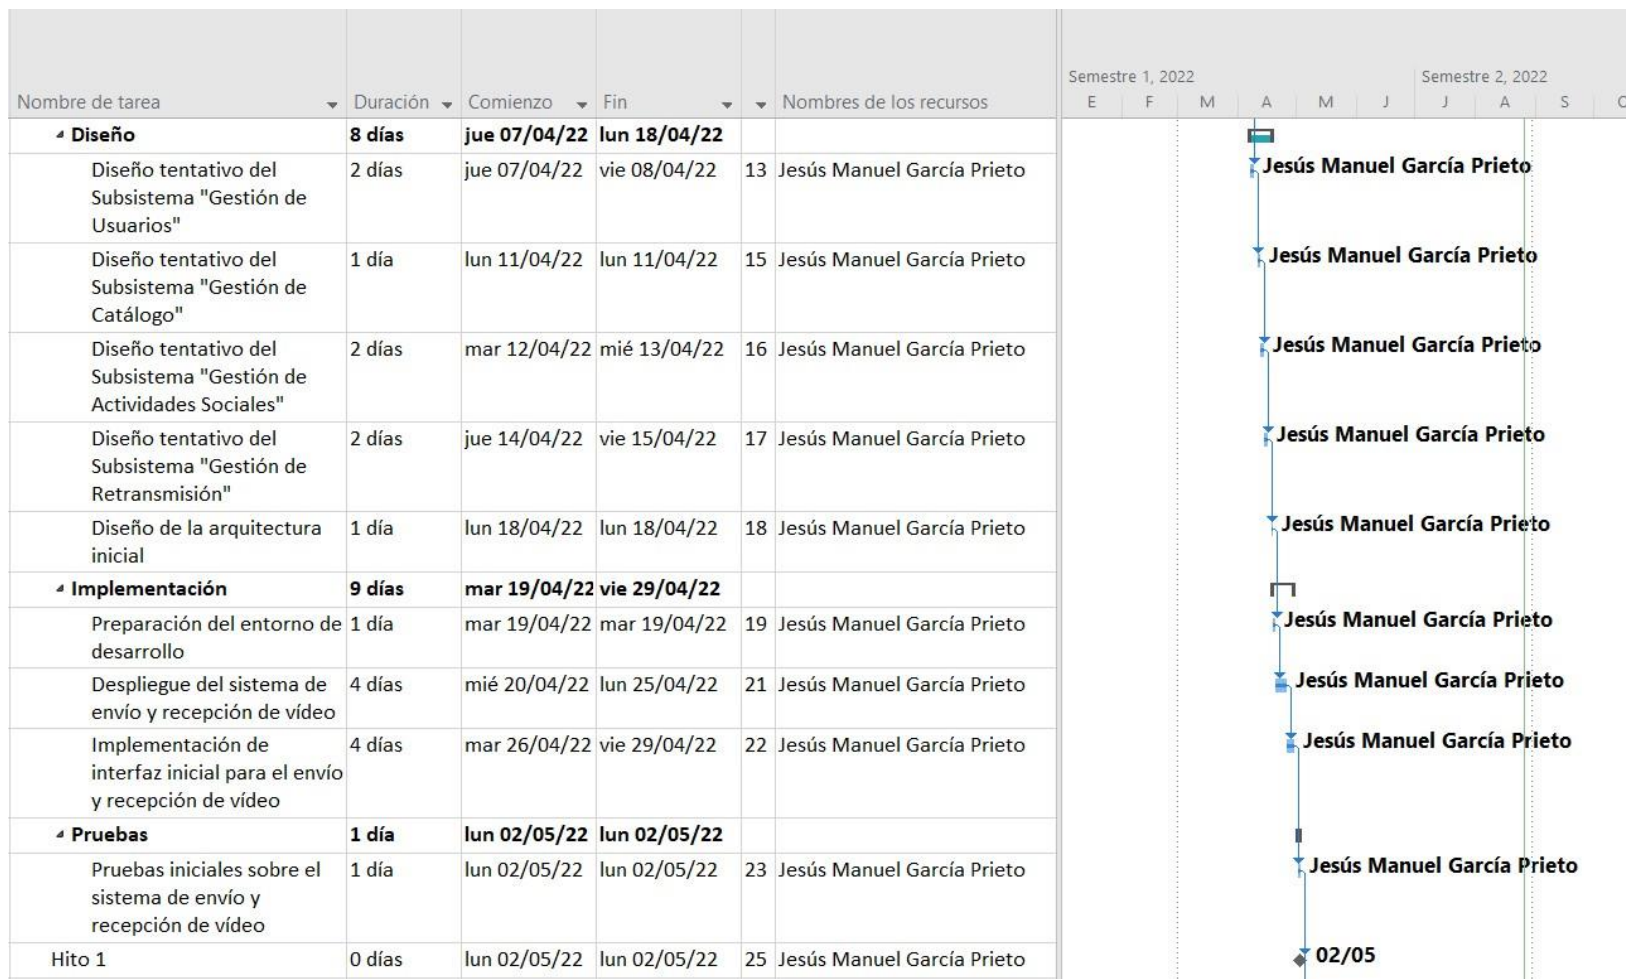 Semestre 1, 2022 Semestre 2, 2022
Nombre de tarea Duración Comienzo Fin Nombres de los recursos E F M A M J J A S
Diseño 8 días jue 07/04/22 lun 18/04/22
Diseño tentativo del 2 días jue 07/04/22 vie 08/04/22 13 Jesús Manuel García Prieto Jesús Manuel García Prieto
Subsistema "Gestión de
Usuarios"
Diseño tentativo del 1 día lun 11/04/22 lun 11/04/22 15 Jesús Manuel García Prieto Jesús Manuel García Prieto
Subsistema "Gestión de
Catálogo"
Diseño tentativo del 2 días mar 12/04/22 mié 13/04/22 16 Jesús Manuel García Prieto Jesús Manuel García Prieto
Subsistema "Gestión de
Actividades Sociales"
Diseño tentativo del 2 días jue 14/04/22 vie 15/04/22 17 Jesús Manuel García Prieto Jesús Manuel García Prieto
Subsistema "Gestión de
Retransmisión"
Diseño de la arquitectura 1 día lun 18/04/22 lun 18/04/22 18 Jesús Manuel García Prieto Jesús Manuel García Prieto
inicial
Implementación 9 días mar 19/04/22 vie 29/04/22
Preparación del entorno de 1 día mar 19/04/22 mar 19/04/22 19 Jesús Manuel García Prieto Jesús Manuel García Prieto
desarrollo
Despliegue del sistema de 4 días mié 20/04/22 lun 25/04/22 21 Jesús Manuel García Prieto Jesús Manuel García Prieto
envío y recepción de vídeo
Implementación de 4 días mar 26/04/22 vie 29/04/22 22 Jesús Manuel García Prieto Jesús Manuel García Prieto
interfaz inicial para el envío
y recepción de vídeo
Pruebas 1 día lun 02/05/22 lun 02/05/22
Pruebas iniciales sobre el 1 día lun 02/05/22 lun 02/05/22 23 Jesús Manuel García Prieto Jesús Manuel García Prieto
sistema de envío y
recepción de vídeo
Hito 1 0 días lun 02/05/22 lun 02/05/22 25 Jesús Manuel García Prieto 02/05